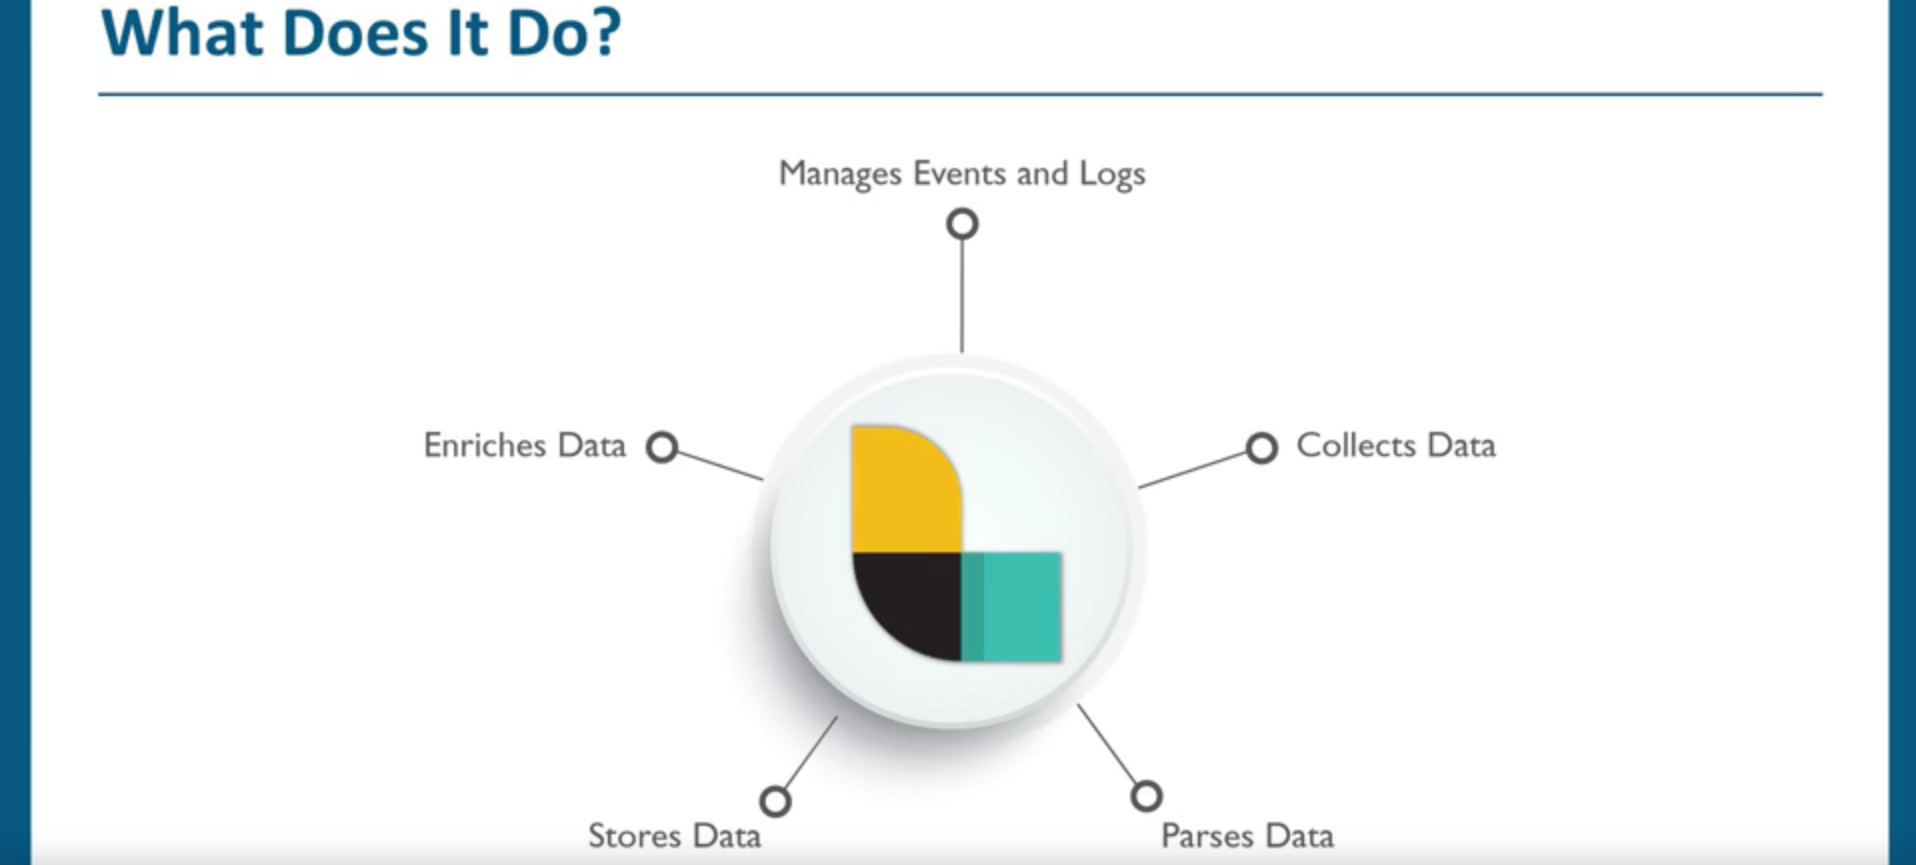 What Does It Do?
Manages Events and Logs
Enriches Data
Collects Data
Stores Data
Parses Data